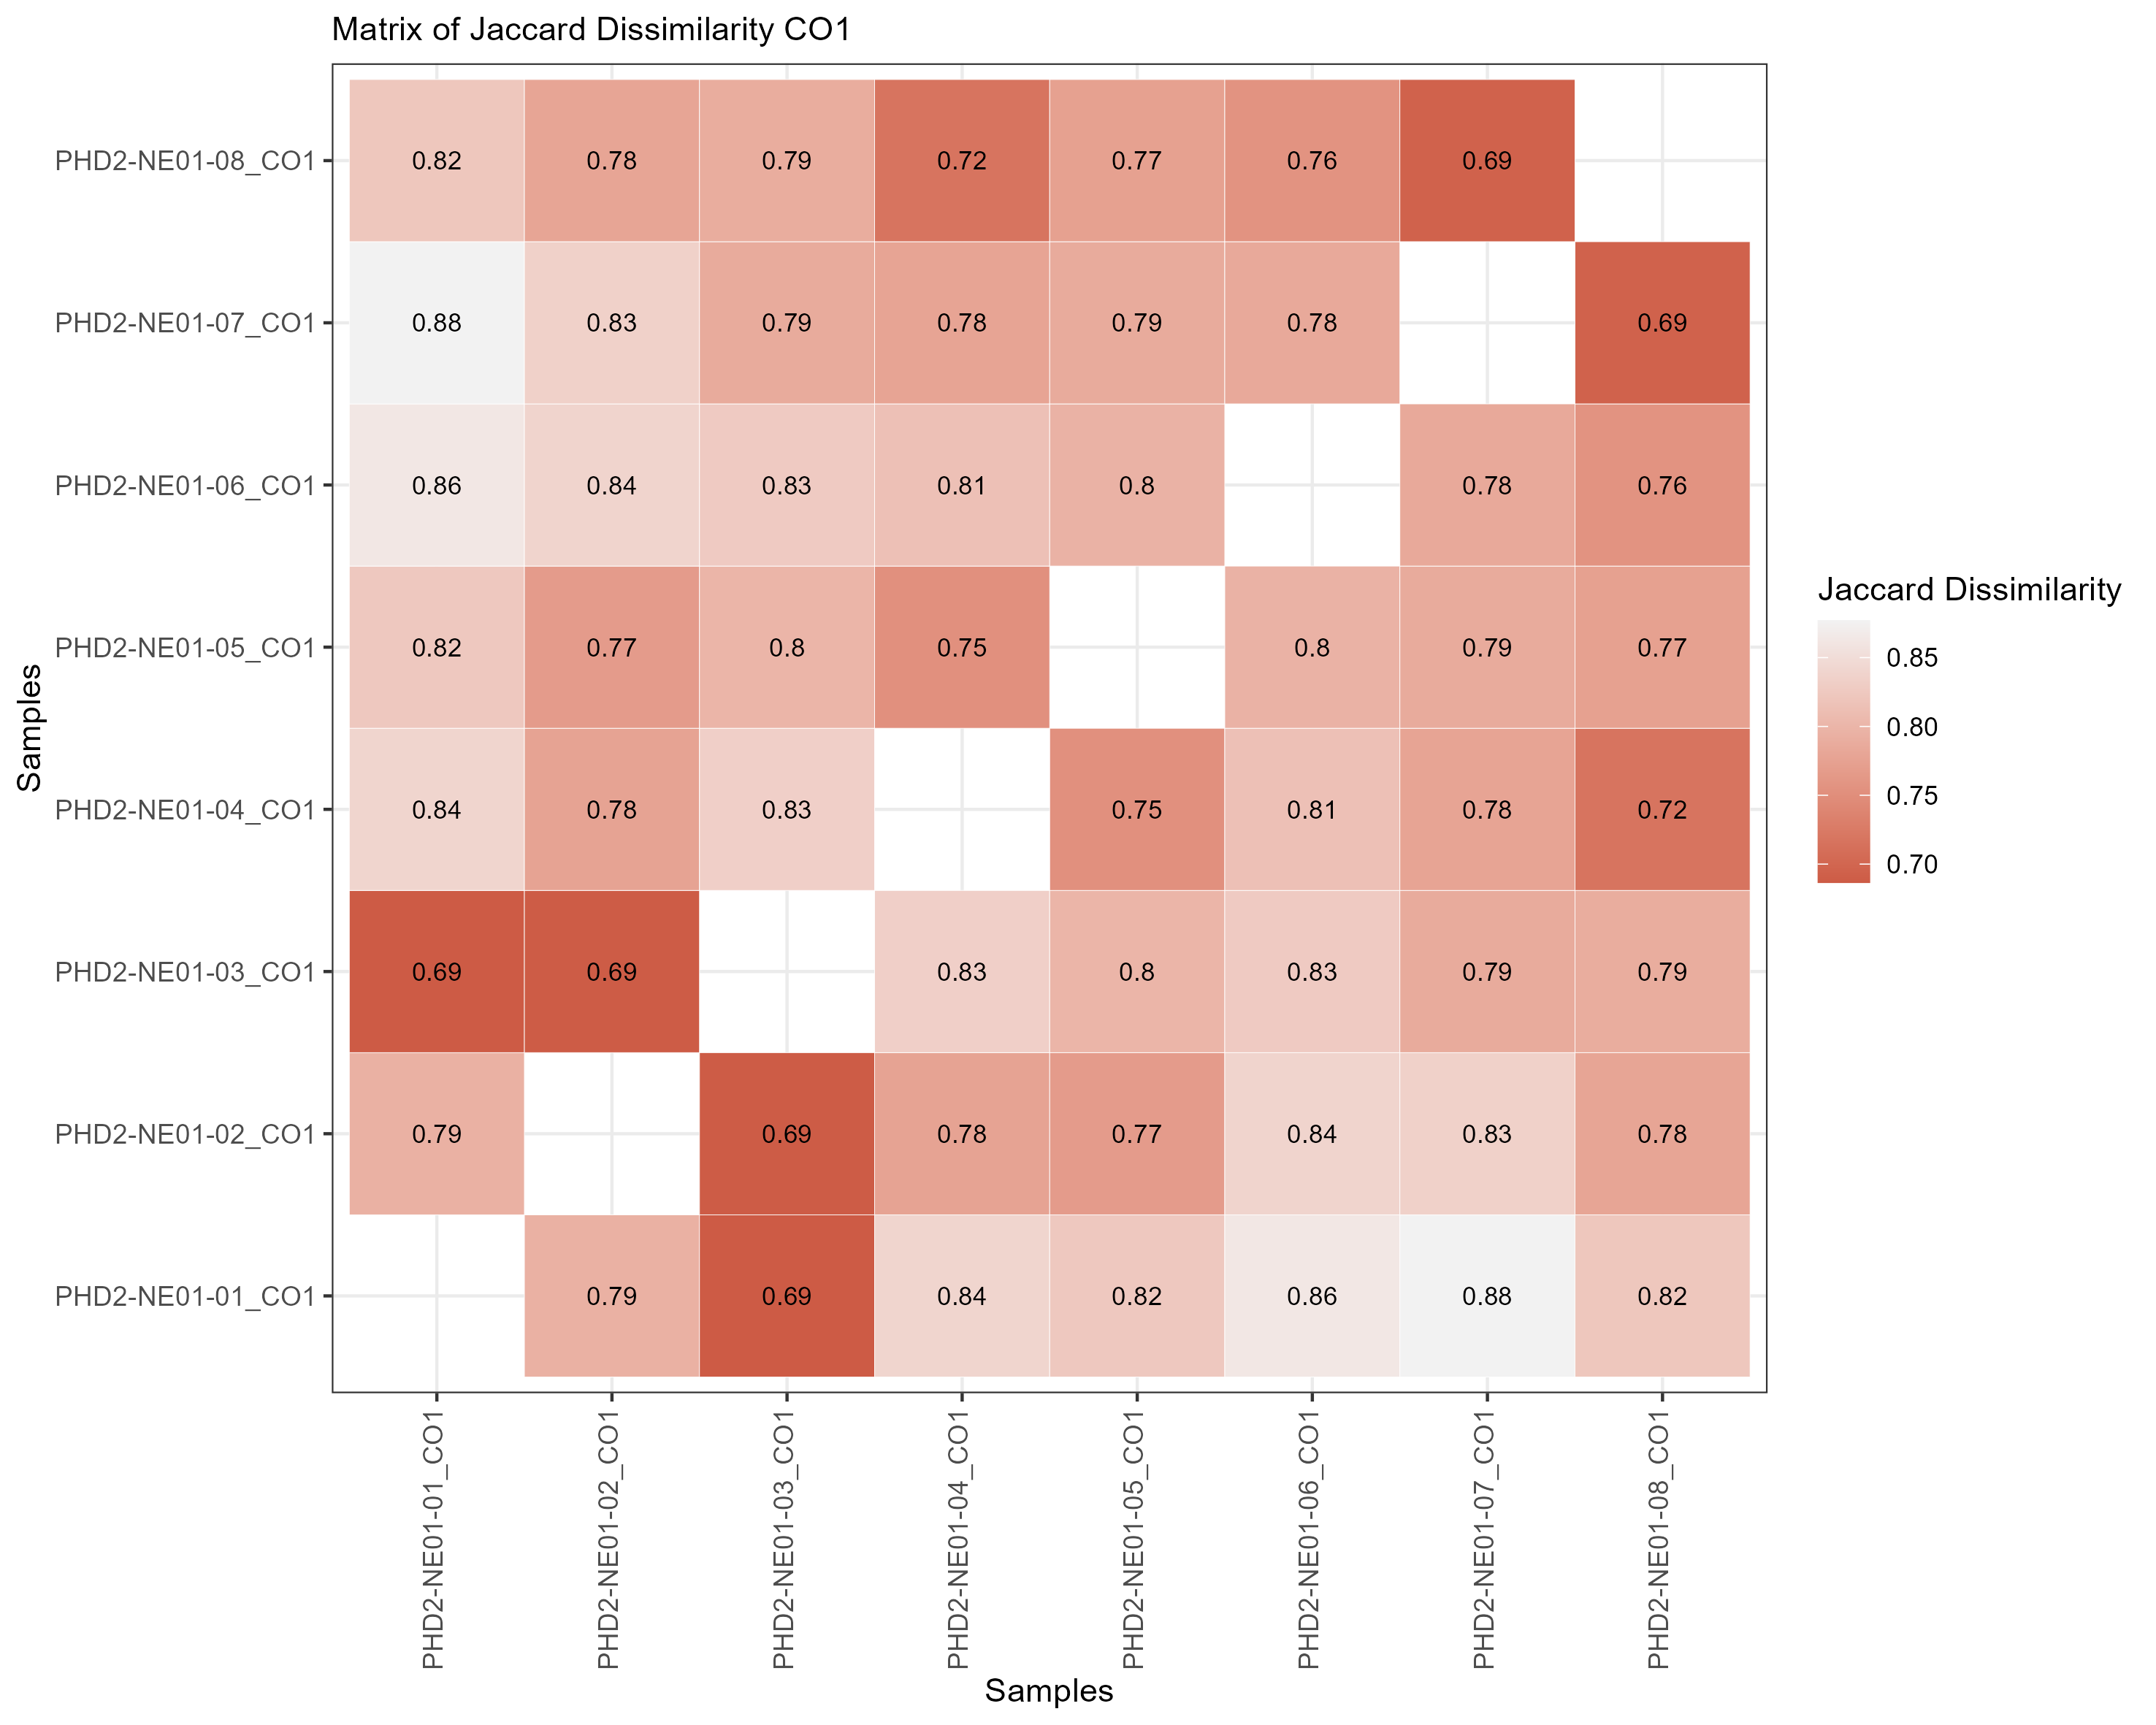 Matrix of Jaccard Dissimilarity CO1
Samples
PHD2-NE01-08_CO1 0.82 0.78 0.79 0.72 0.77 0.76 0.69
PHD2-NE01-07_CO1 0.88 0.83 0.79 0.78 0.79 0.78 0.69
PHD2-NE01-06_CO1 0.86 0.84 0.83 0.81 0.8 0.78 0.76
PHD2-NE01-05_CO1 0.82 0.77 0.8 0.75 0.8 0.79 0.77
PHD2-NE01-04_CO1 0.84 0.78 0.83 0.75 0.81 0.78 0.72
PHD2-NE01-03_CO1 0.69 0.69 0.83 0.8 0.83 0.79 0.79
PHD2-NE01-02_CO1 0.79 0.69 0.78 0.77 0.84 0.83 0.78
PHD2-NE01-01_CO1 0.79 0.69 0.84 0.82 0.86 0.88 0.82
PHD2-NE01-01_CO1
PHD2-NE01-02_CO1
PHD2-NE01-03_CO1
PHD2-NE01-04_CO1
PHD2-NE01-05_CO1
PHD2-NE01-06_CO1
PHD2-NE01-07_CO1
PHD2-NE01-08_CO1
Samples
Jaccard Dissimilarity
0.85
0.80
0.75
0.70